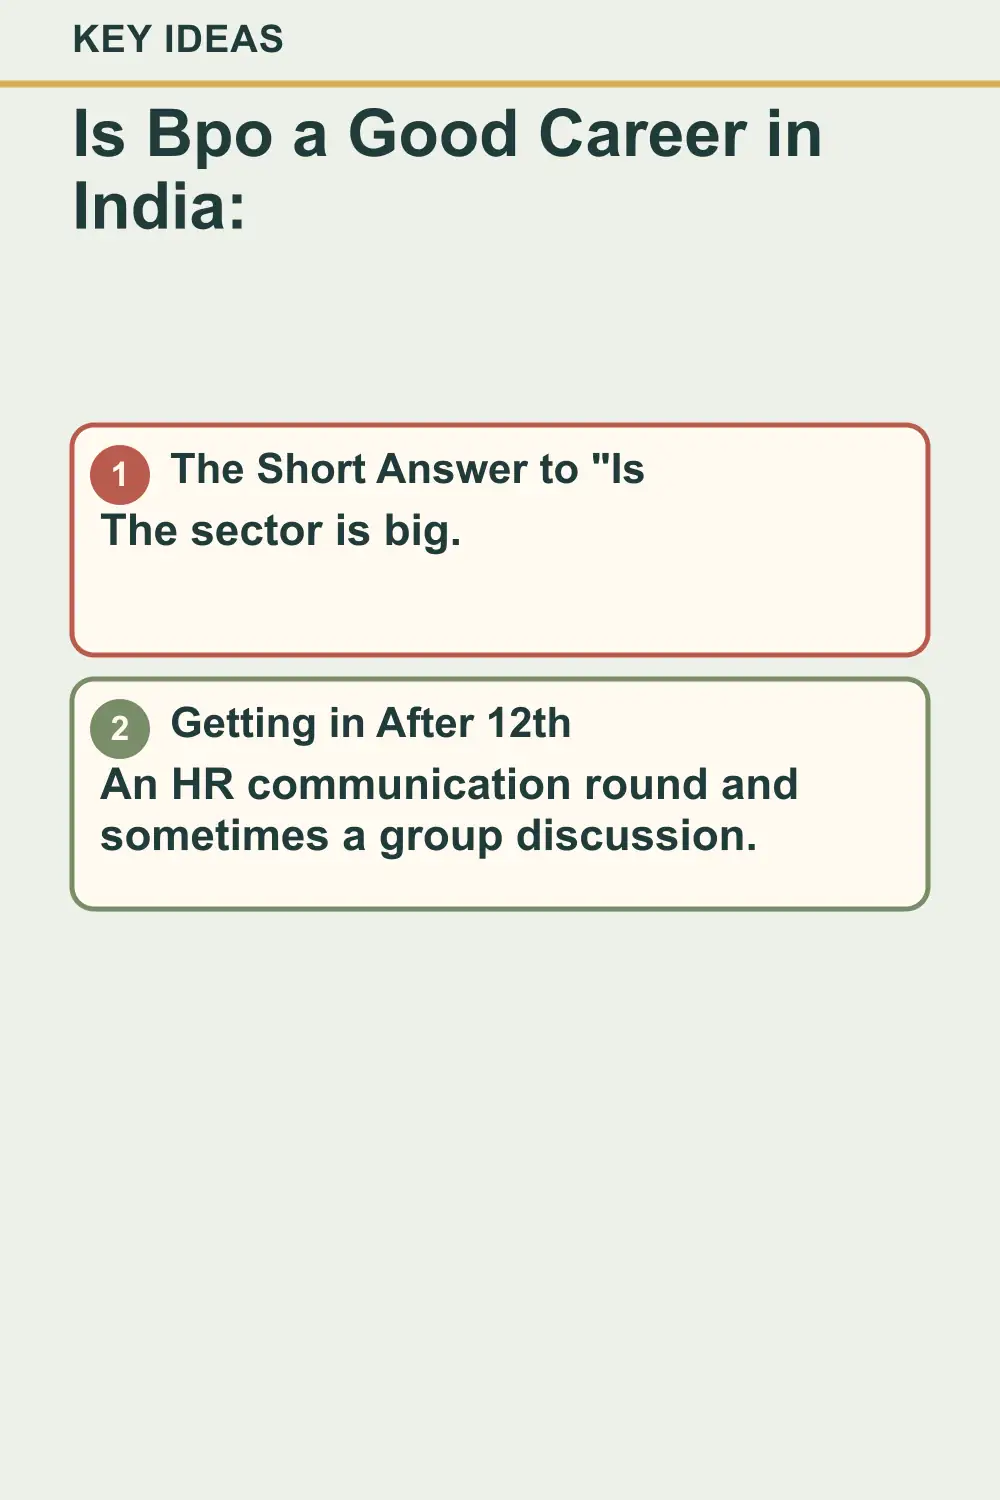 KEY IDEAS
Is Bpo a Good Career in
India:
1 The Short Answer to "Is
The sector is big.
2 Getting in After 12th
An HR communication round and
sometimes a group discussion.